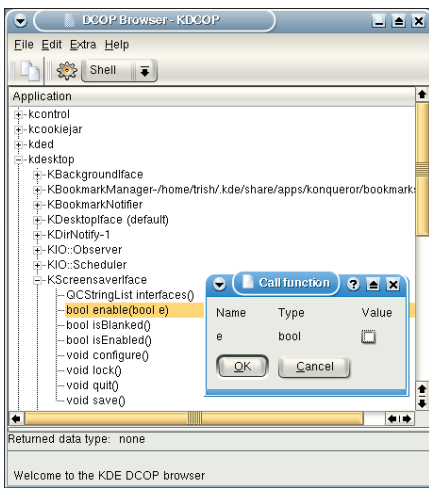 DCOP Browser - KDCOP
File Edit Extra Help
Shell
Application
kcontrol
kcookiejar
kded
kdesktop
KBackgroundIface
KBookmarkManager-/home/trish/.kde/share/apps/konqueror/bookmarks
KBookmarkNotifier
KDesktopIface (default)
KDirNotify-1
KIO::Observer
KIO::Scheduler
KScreensaverIface
QCStringList interfaces()
bool enable(bool e)
bool isBlanked()
bool isEnabled()
void configure()
void lock()
void quit()
void save()
Call function
Name Type Value
e bool
OK Cancel
Returned data type: none
Welcome to the KDE DCOP browser